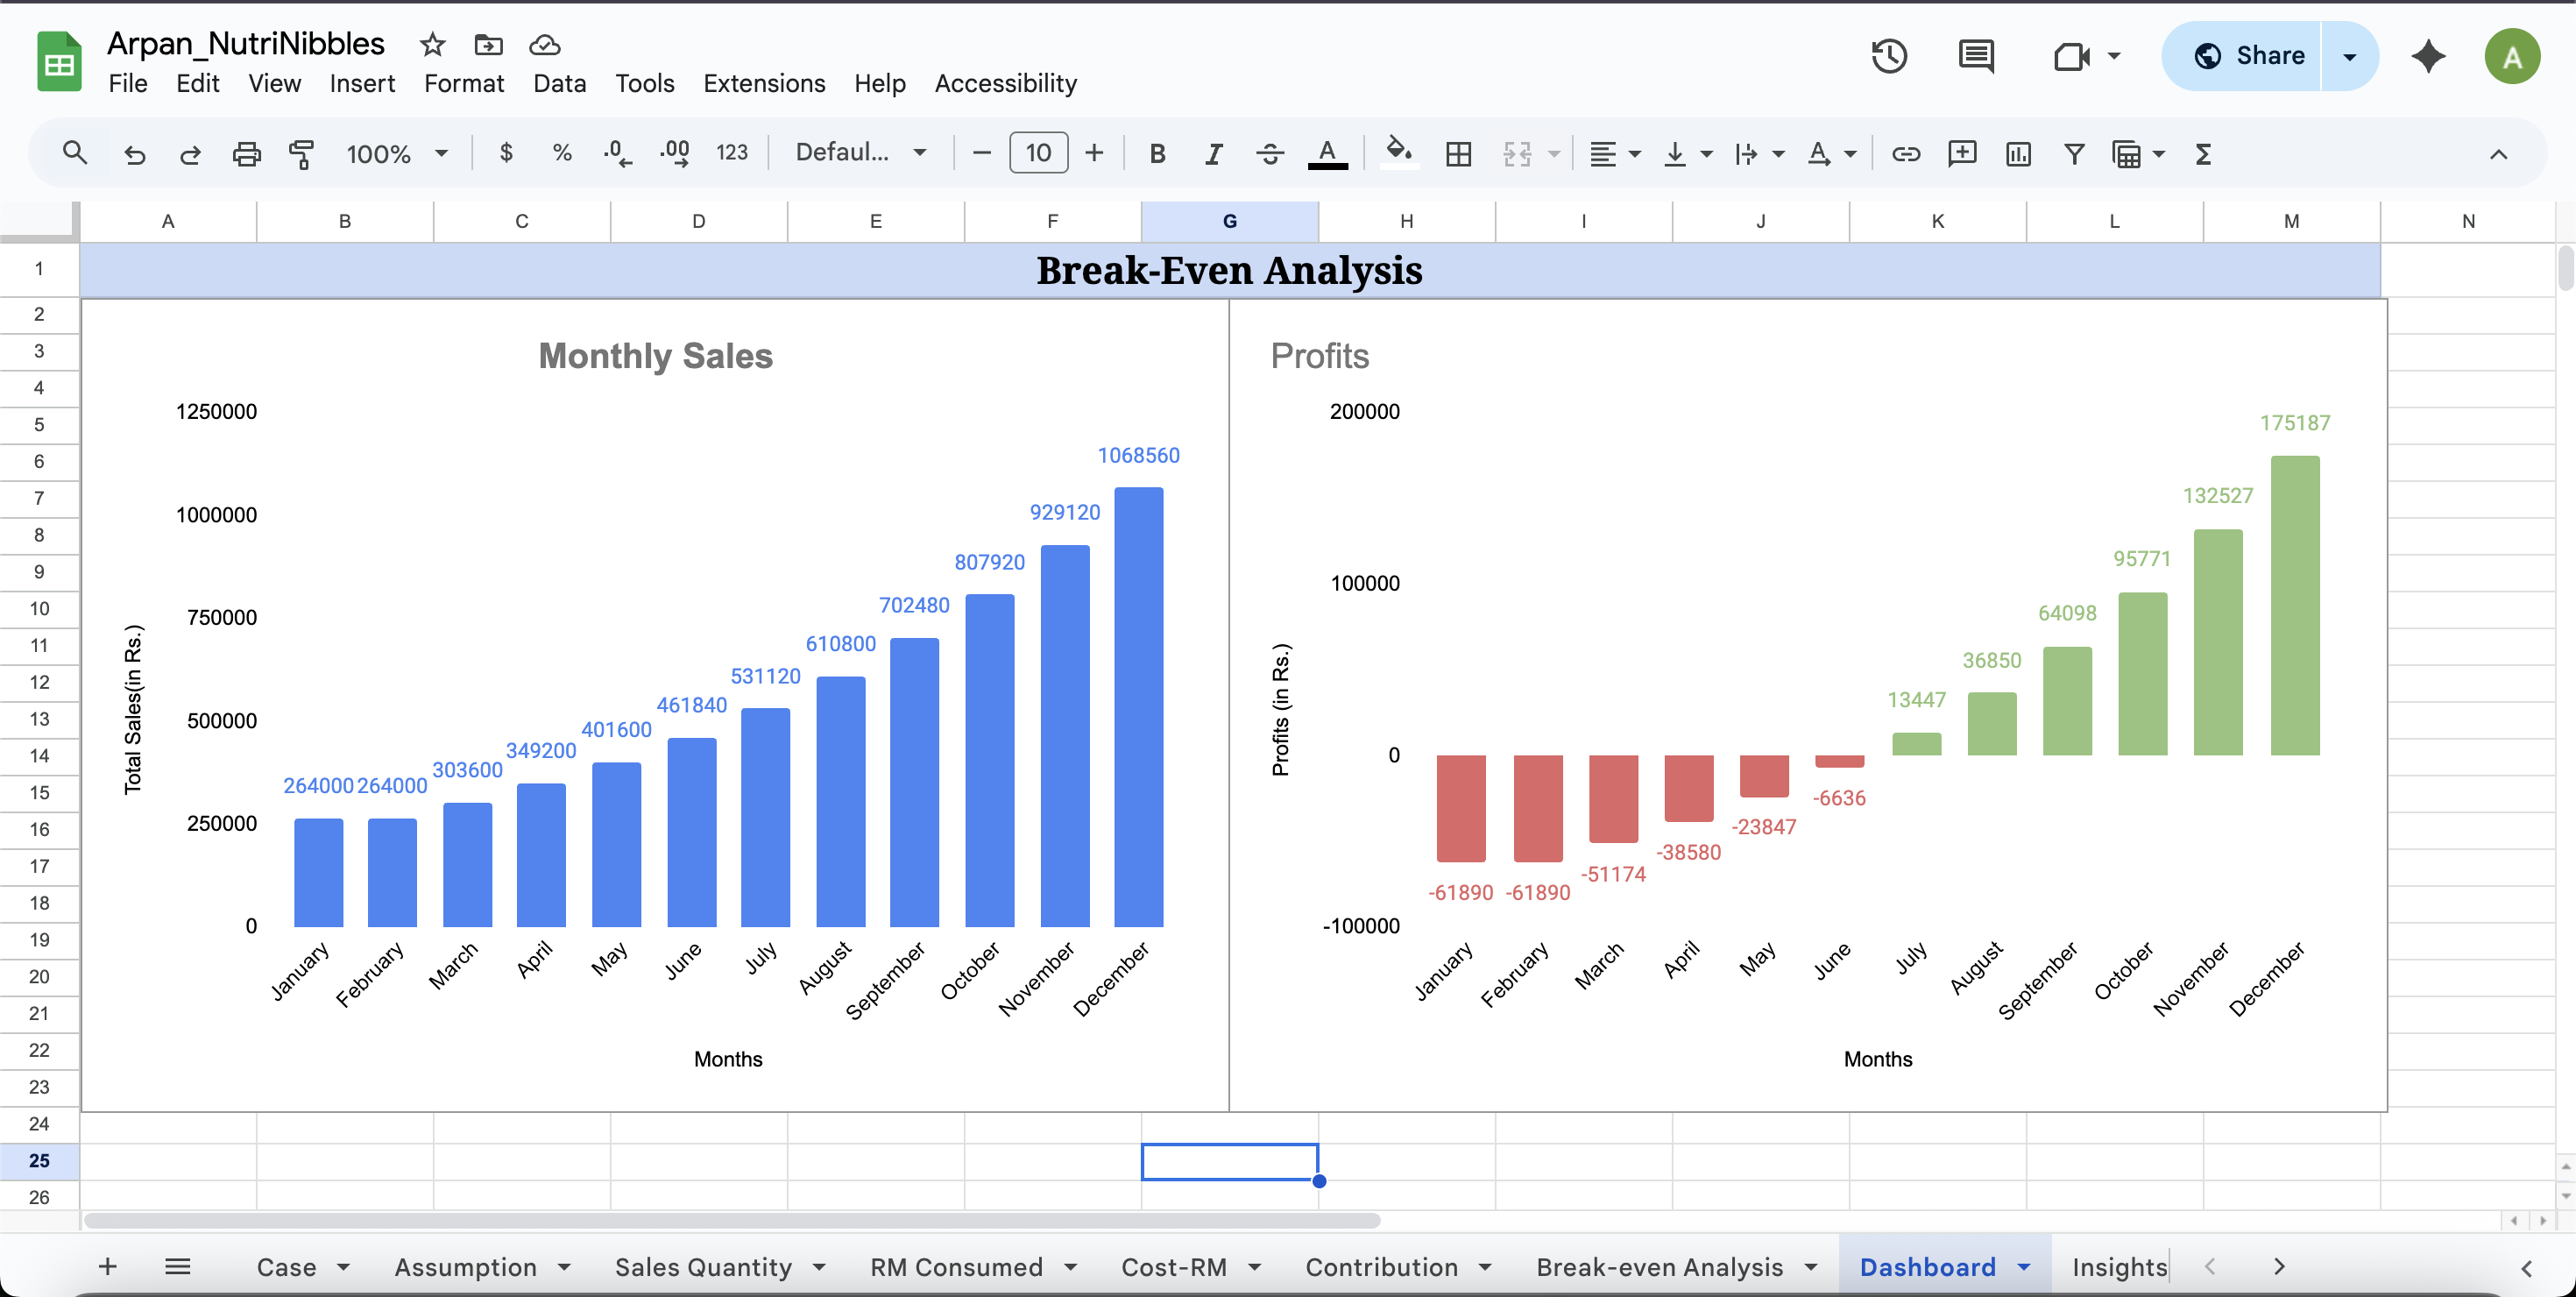 Arpan_NutriNibbles
File Edit View Insert Format Data Tools Extensions Help Accessibility
Share
A
100% $ % .0 .00 123 Defaul... 10 B I A
A B C D E F G H I J K L M N
1 Break-Even Analysis
2
3
4
5
6
7
8
9
10
11
12
13
14
15
16
17
18
19
20
21
22
23
24
25
26
Monthly Sales
Total Sales(in Rs.)
1250000
1000000
750000
500000
250000
0
264000 264000 303600 349200 401600 461840 531120 610800 702480 807920 929120 1068560
January February March April May June July August September October November December
Months
Profits
Profits (in Rs.)
200000
100000
0
-100000
-61890 -61890 -51174 -38580 -23847 -6636 13447 36850 64098 95771 132527 175187
January February March April May June July August September October November December
Months
Case Assumption Sales Quantity RM Consumed Cost-RM Contribution Break-even Analysis Dashboard Insights